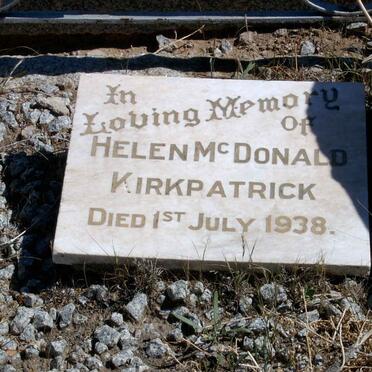 In
Loving Memory
Of
HELEN McDONALD
KIRKPATRICK
DIED 1ST JULY 1938.